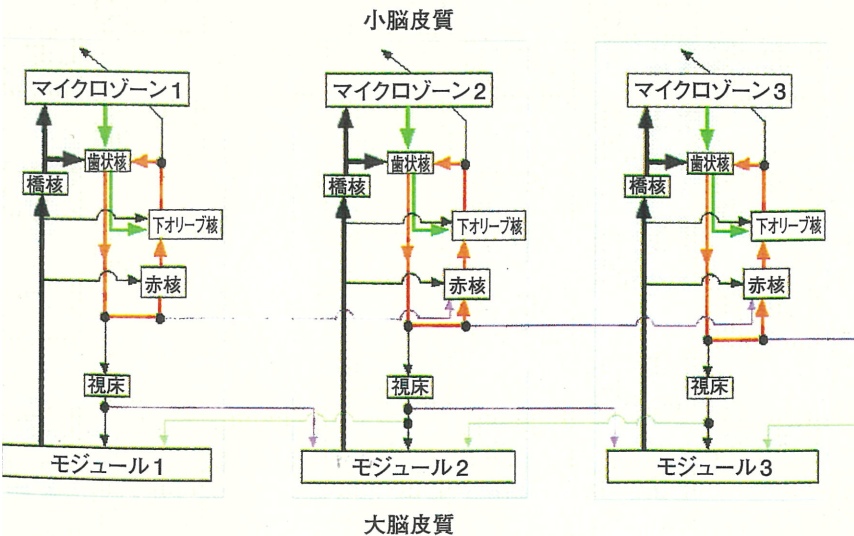 小脳皮質
マイクロゾーン1
マイクロゾーン2
マイクロゾーン3
歯状核
歯状核
歯状核
橋核
橋核
橋核
下オリーブ核
下オリーブ核
下オリーブ核
赤核
赤核
赤核
視床
視床
視床
モジュール1
モジュール2
モジュール3
大脳皮質